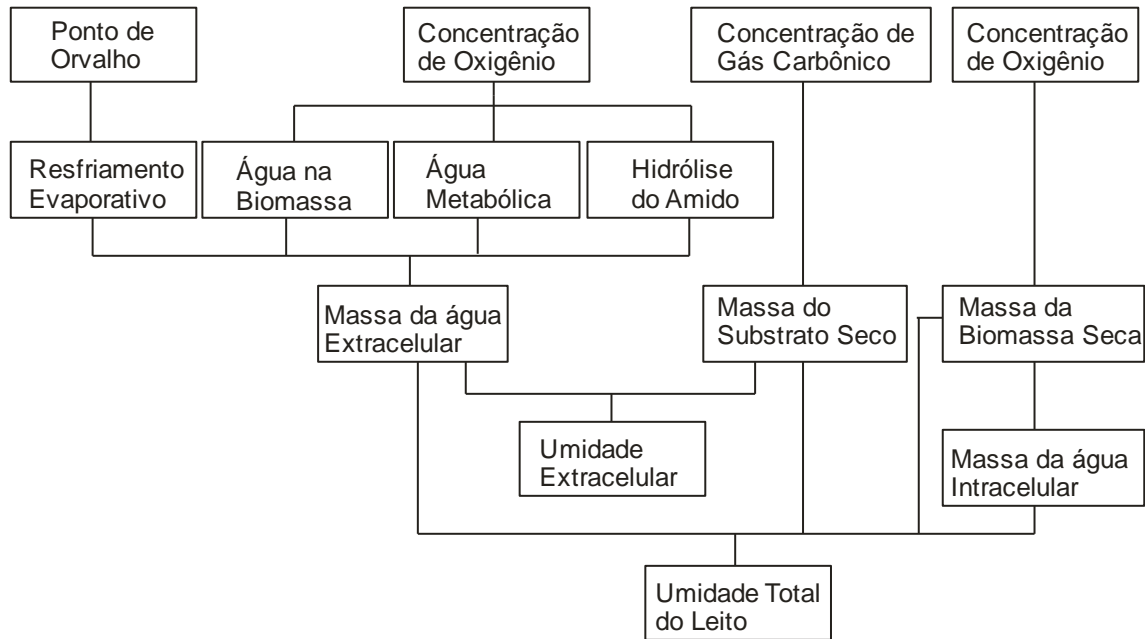 Ponto de
Orvalho
Concentração
de Oxigênio
Concentração de
Gás Carbônico
Concentração
de Oxigênio
Resfriamento
Evaporativo
Água na
Biomassa
Água
Metabólica
Hidrólise
do Amido
Massa da água
Extracelular
Massa do
Substrato Seco
Massa da
Biomassa Seca
Umidade
Extracelular
Massa da água
Intracelular
Umidade Total
do Leito